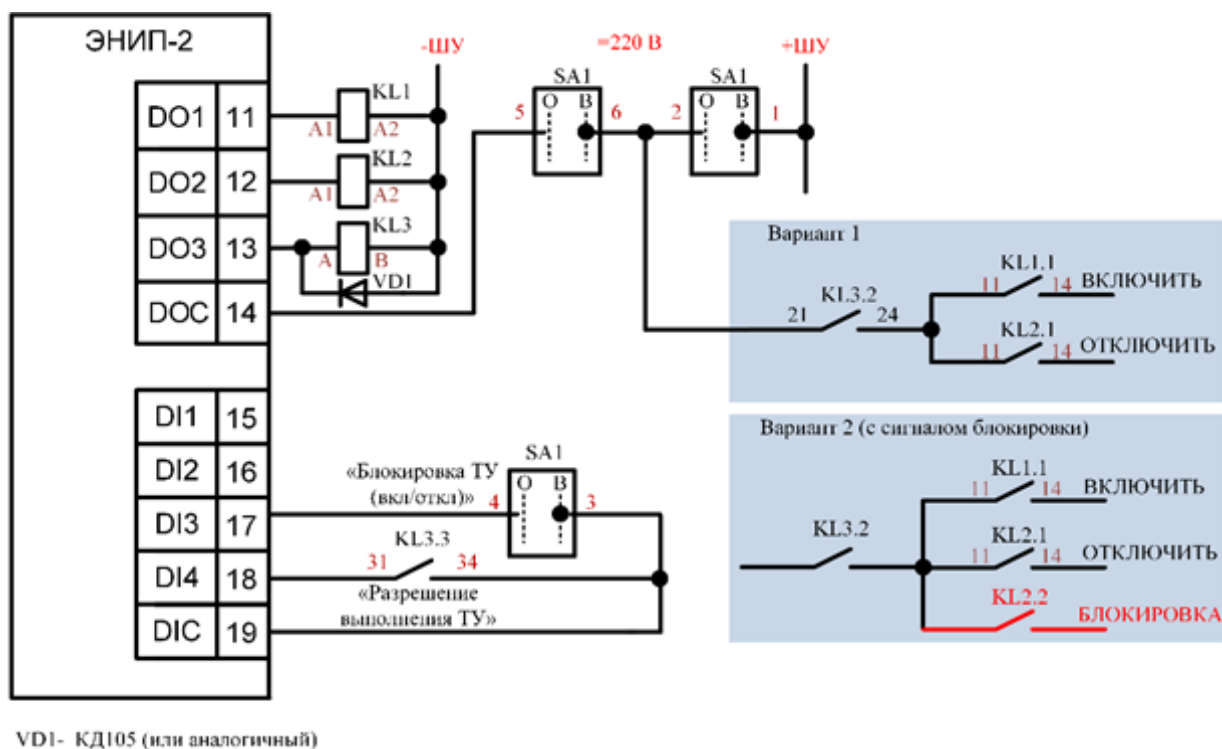 ЭНИП-2
-ШУ
=220 В
+ШУ
DO1 11
A1 KL1 A2
5 SA1 О В 6
2 SA1 О В 1
DO2 12
A1 KL2 A2
DO3 13
A KL3 B
VD1
DOC 14
Вариант 1
21 KL3.2 24
11 KL1.1 14 ВКЛЮЧИТЬ
11 KL2.1 14 ОТКЛЮЧИТЬ
DI1 15
DI2 16
DI3 17
DI4 18
DIC 19
«Блокировка ТУ
(вкл/откл)»
4 SA1 О В 3
31 KL3.3 34
«Разрешение
выполнения ТУ»
Вариант 2 (с сигналом блокировки)
KL3.2
11 KL1.1 14 ВКЛЮЧИТЬ
11 KL2.1 14 ОТКЛЮЧИТЬ
KL2.2 БЛОКИРОВКА
VD1- КД105 (или аналогичный)